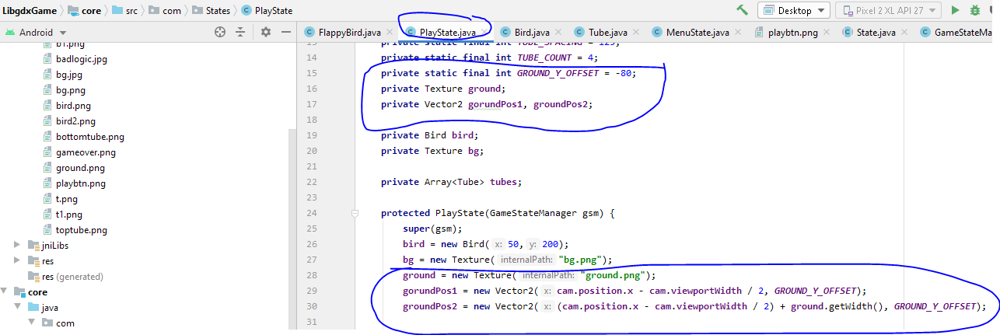 LibgdxGame core src com States PlayState Desktop Pixel 2 XL API 27
Android FlappyBird.java PlayState.java Bird.java Tube.java MenuState.java playbtn.png State.java GameStateMa
b1.png
badlogic.jpg
bg.jpg
bg.png
bird.png
bird2.png
bottomtube.png
gameover.png
ground.png
playbtn.png
t.png
t1.png
toptube.png
jniLibs
res
res (generated)
core
java
com
13 private static final int TUBE_SPACING = 125;
14 private static final int TUBE_COUNT = 4;
15 private static final int GROUND_Y_OFFSET = -80;
16 private Texture ground;
17 private Vector2 gorundPos1, groundPos2;
18
19 private Bird bird;
20 private Texture bg;
21
22 private Array<Tube> tubes;
23
24 protected PlayState(GameStateManager gsm) {
25 super(gsm);
26 bird = new Bird( x: 50, y: 200);
27 bg = new Texture( internalPath: "bg.png");
28 ground = new Texture( internalPath: "ground.png");
29 gorundPos1 = new Vector2( x: cam.position.x - cam.viewportWidth / 2, GROUND_Y_OFFSET);
30 groundPos2 = new Vector2( x: (cam.position.x - cam.viewportWidth / 2) + ground.getWidth(), GROUND_Y_OFFSET);
31